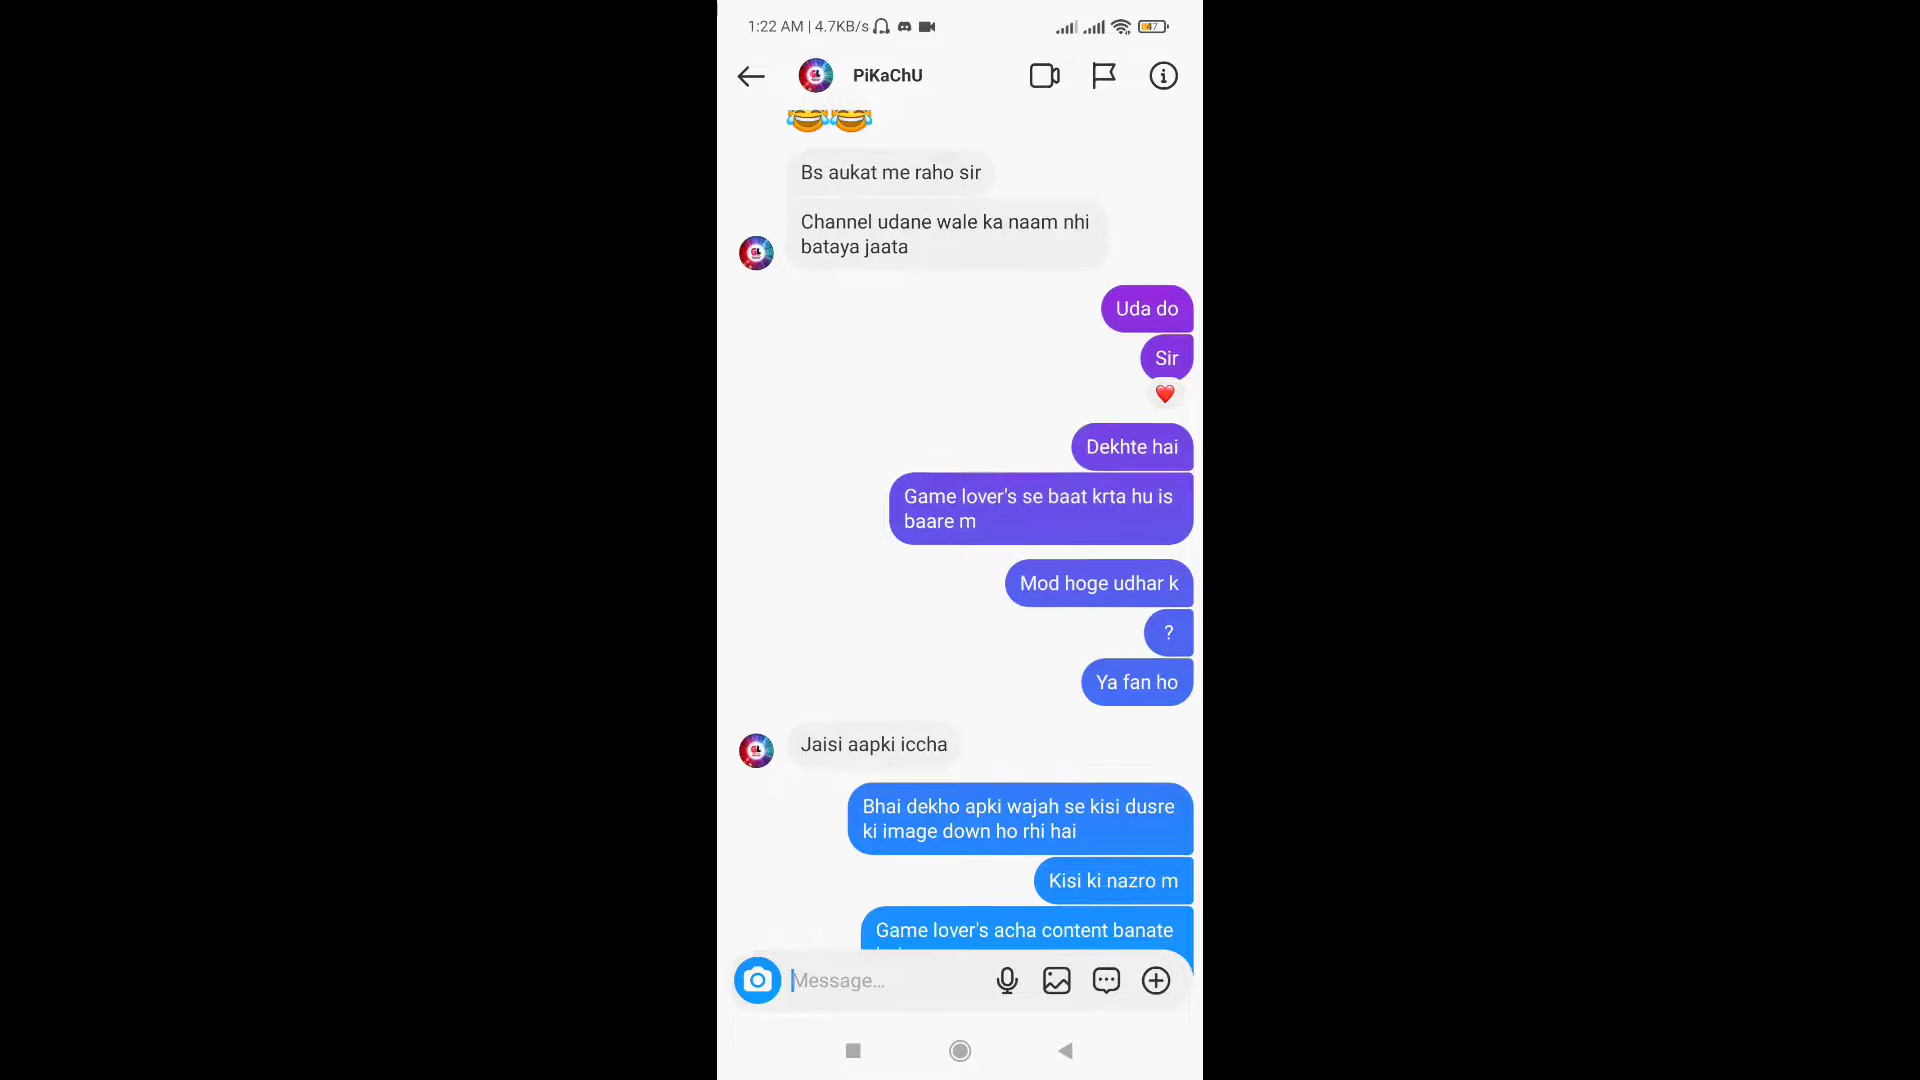 1:22 AM | 4.7KB/s
47
PiKaChU
Bs aukat me raho sir
Channel udane wale ka naam nhi
bataya jaata
Uda do
Sir
Dekhte hai
Game lover's se baat krta hu is
baare m
Mod hoge udhar k
?
Ya fan ho
Jaisi aapki iccha
Bhai dekho apki wajah se kisi dusre
ki image down ho rhi hai
Kisi ki nazro m
Game lover's acha content banate
Message...